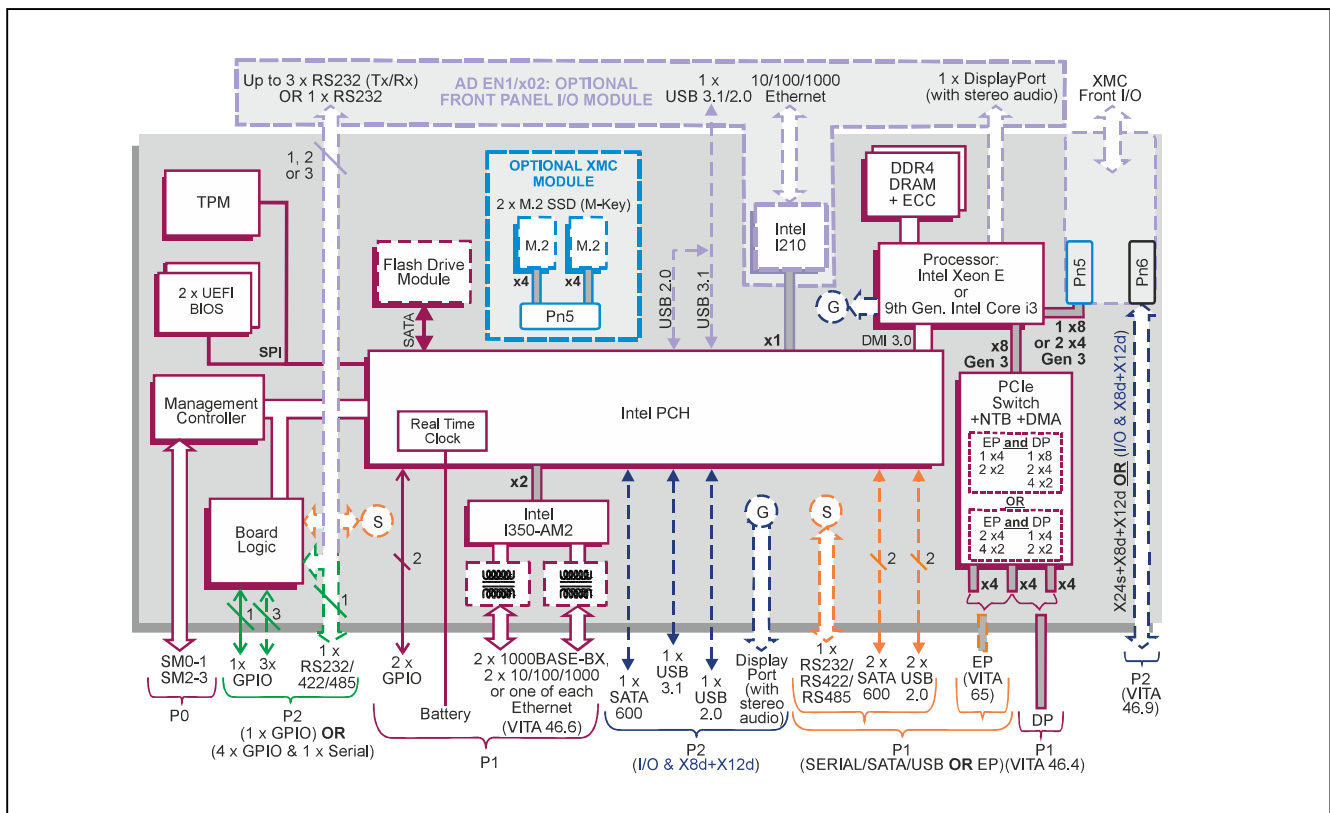 Up to 3 x RS232 (Tx/Rx)
OR 1 x RS232
AD EN1/x02: OPTIONAL
FRONT PANEL I/O MODULE
1 x
USB 3.1/2.0
10/100/1000
Ethernet
1 x DisplayPort
(with stereo audio)
XMC
Front I/O
1, 2
or 3
TPM
2 x UEFI
BIOS
SPI
Flash Drive
Module
SATA
OPTIONAL XMC
MODULE
2 x M.2 SSD (M-Key)
M.2
M.2
x4
x4
Pn5
USB 2.0
USB 3.1
Intel
I210
x1
DDR4
DRAM
+ ECC
Processor:
Intel Xeon E
or
9th Gen. Intel Core i3
G
DMI 3.0
Pn5
Pn6
1 x8
or 2 x4
Gen 3
x8
Gen 3
Management
Controller
Intel PCH
Real Time
Clock
PCIe
Switch
+NTB +DMA
EP and DP
1 x4 1 x8
2 x2 2 x4
4 x2
OR
EP and DP
2 x4 1 x4
4 x2 2 x2
x4
x4
x4
X24s+X8d+X12d OR (I/O & X8d+X12d)
Board
Logic
S
x2
Intel
I350-AM2
G
S
1
3
1
2
2
2
SM0-1
SM2-3
P0
1x
GPIO
3x
1 x
RS232/
422/485
P2
(1 x GPIO) OR
(4 x GPIO & 1 x Serial)
2 x
GPIO
Battery
2 x 1000BASE-BX,
2 x 10/100/1000
or one of each
Ethernet
(VITA 46.6)
P1
1 x
SATA
600
1 x
USB
3.1
1 x
USB
2.0
Display
Port
(with
stereo
audio)
P2
(I/O & X8d+X12d)
1 x
RS232/
RS422/
RS485
2 x
SATA
600
2 x
USB
2.0
EP
(VITA
65)
P1
(SERIAL/SATA/USB OR EP)
DP
P1
(VITA 46.4)
P2
(VITA
46.9)